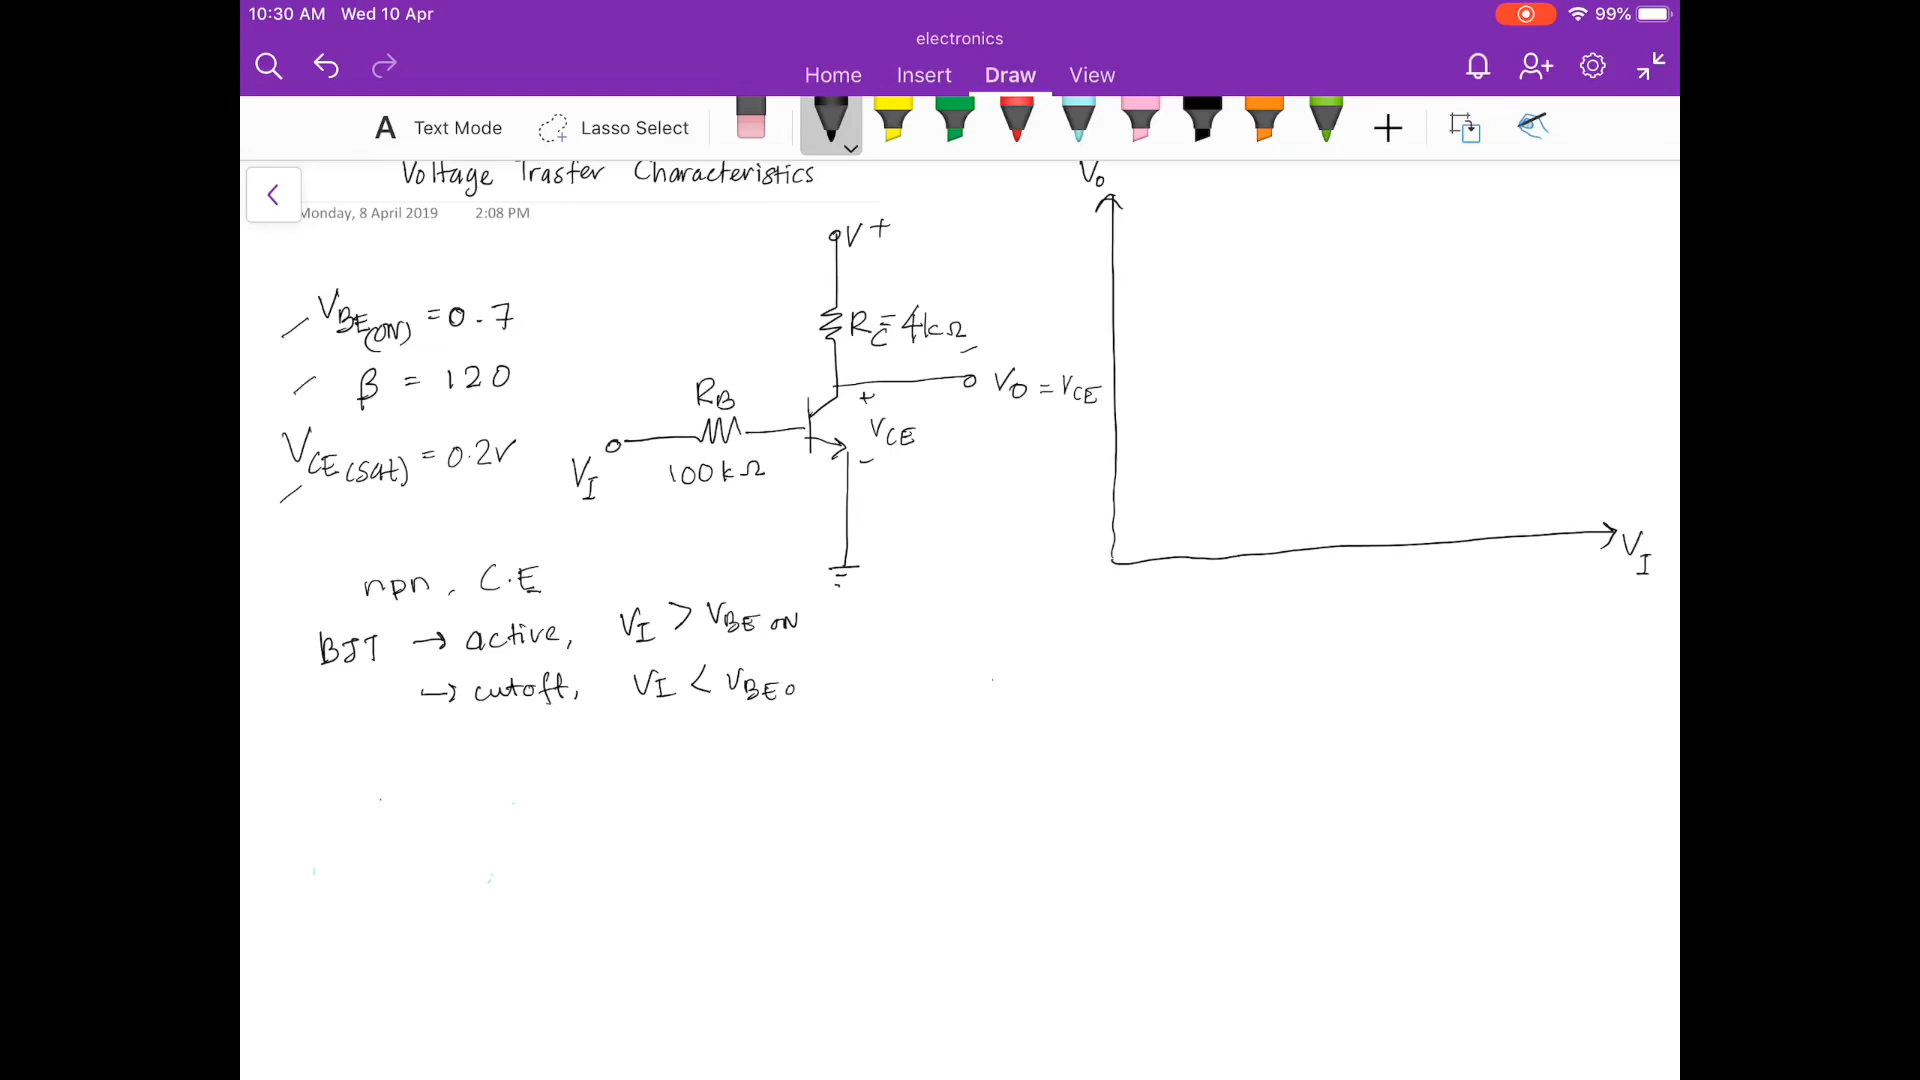 10:30 AM Wed 10 Apr
99%
electronics
Home Insert Draw View
A Text Mode Lasso Select
Voltage Trasfer Characteristics
Monday, 8 April 2019 2:08 PM
V+
RC = 4kΩ
VBE(ON) = 0.7
β = 120
VCE(sat) = 0.2V
RB
100kΩ
VI
VCE
+
-
VO = VCE
npn, C.E
BJT → active, VI > VBE ON
→ cutoff, VI < VBE O
VO
VI